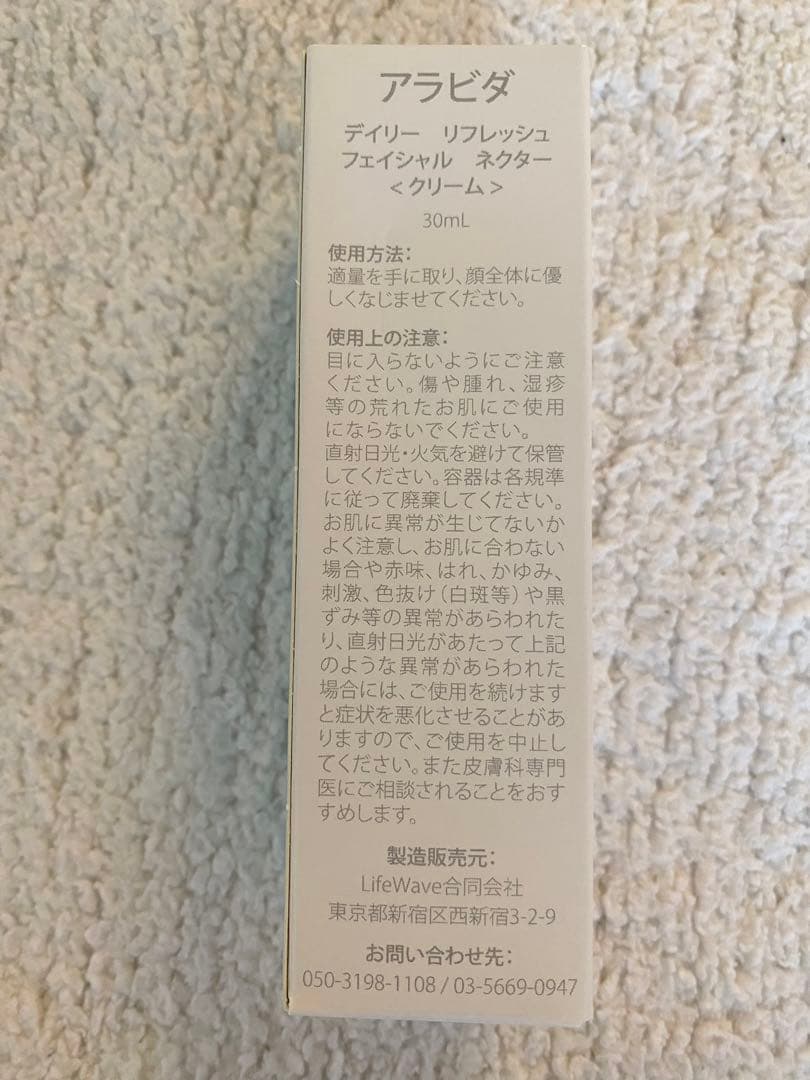 アラビダ
デイリー　リフレッシュ
フェイシャル　ネクター
<クリーム>
30mL
使用方法：
適量を手に取り、顔全体に優
しくなじませてください。
使用上の注意：
目に入らないようにご注意
ください。傷や腫れ、湿疹
等の荒れたお肌にご使用
にならないでください。
直射日光・火気を避けて保管
してください。容器は各規準
に従って廃棄してください。
お肌に異常が生じてないか
よく注意し、お肌に合わない
場合や赤味、はれ、かゆみ、
刺激、色抜け（白斑等）や黒
ずみ等の異常があらわれた
り、直射日光があたって上記
のような異常があらわれた
場合には、ご使用を続けます
と症状を悪化させることがあ
りますので、ご使用を中止し
てください。また皮膚科専門
医にご相談されることをおす
すめします。
製造販売元：
LifeWave合同会社
東京都新宿区西新宿3-2-9
お問い合わせ先：
050-3198-1108 / 03-5669-0947